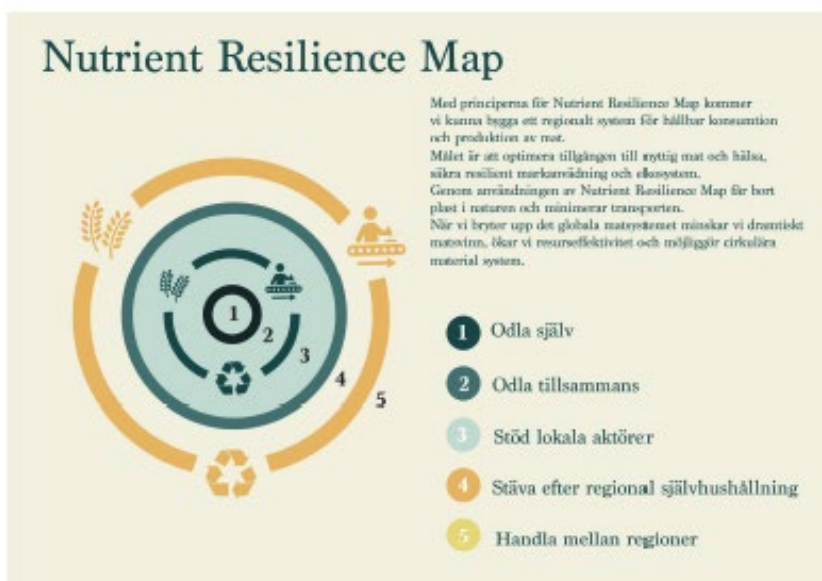 Nutrient Resilience Map
Med principerna för Nutrient Resilience Map kommer
vi kunna bygga ett regionalt system för hållbar konsumtion
och produktion av mat.
Målet är att optimera tillgången till nyttig mat och hälsa,
säkra resilient markanvädning och ekosystem.
Genom användningen av Nutrient Resilience Map får bort
plast i naturen och minimerar transporten.
När vi bryter upp det globala matsystemet minskar vi dramtiskt
matsvinn, ökar vi resurseffektivitet och möjliggör cirkulära
material system.
1
2
3
4
5
1 Odla själv
2 Odla tillsammans
3 Stöd lokala aktörer
4 Stäva efter regional självhushållning
5 Handla mellan regioner